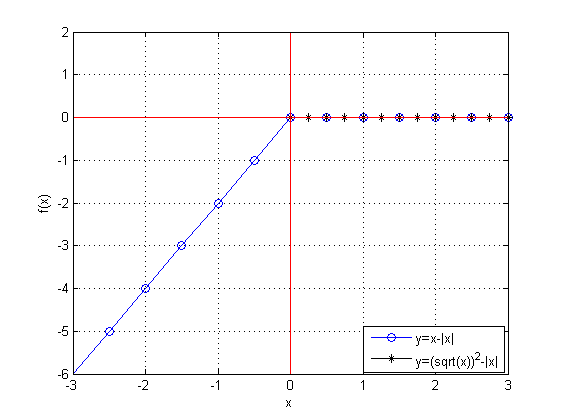 2
1
0
-1
-2
-3
-4
-5
-6
f(x)
-3 -2 -1 0 1 2 3
x
y=x-|x|
y=(sqrt(x))^2-|x|